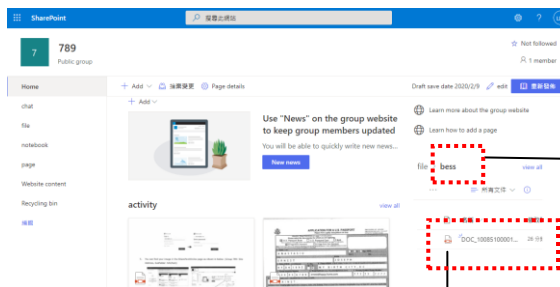 SharePoint
搜尋此網站
?
7
789
Public group
Not followed
1 member
Home
chat
file
notebook
page
Website content
Recycling bin
編輯
Add
捨棄變更
Page details
Draft save date 2020/2/9
edit
重新發佈
Add
Use "News" on the group website
to keep group members updated
You will be able to quickly write new news...
New news
activity
view all
Learn more about the group website
Learn how to add a page
file
bess
view all
所有文件
DOC_10085100001...
26 分鐘